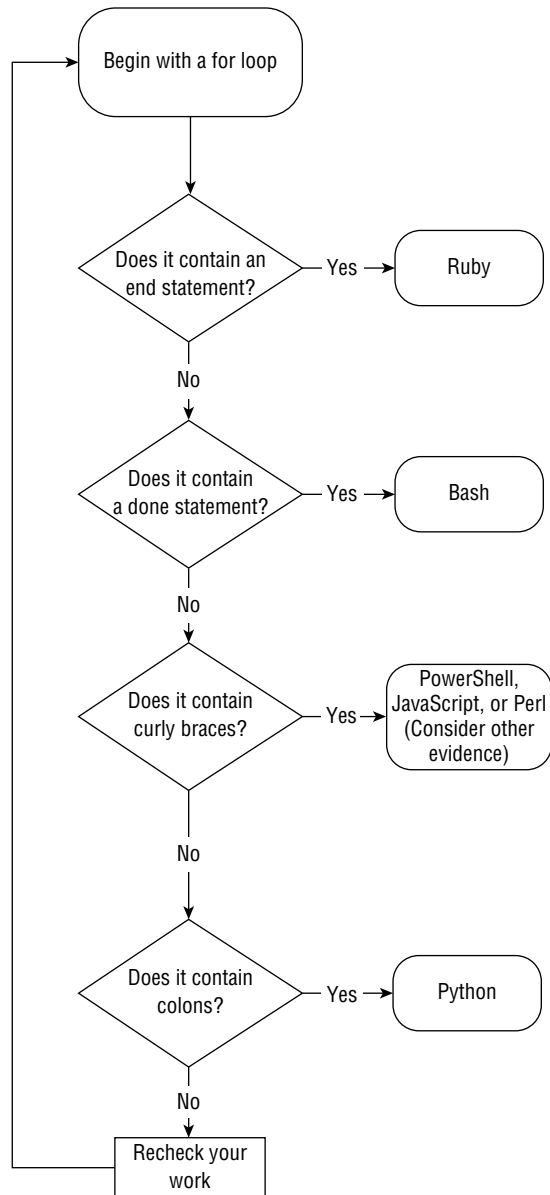 Begin with a for loop
Does it contain an
end statement?
Yes
Ruby
No
Does it contain
a done statement?
Yes
Bash
No
Does it contain
curly braces?
Yes
PowerShell,
JavaScript, or Perl
(Consider other
evidence)
No
Does it contain
colons?
Yes
Python
No
Recheck your
work